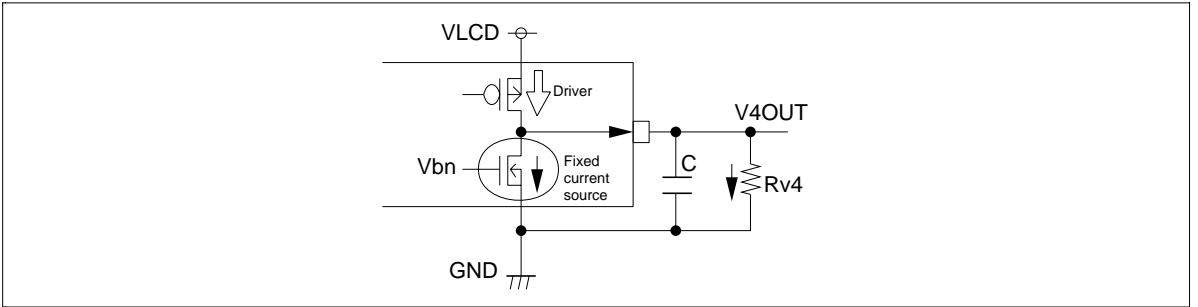 VLCD
Driver
V4OUT
Vbn
Fixed
current
source
C
Rv4
GND